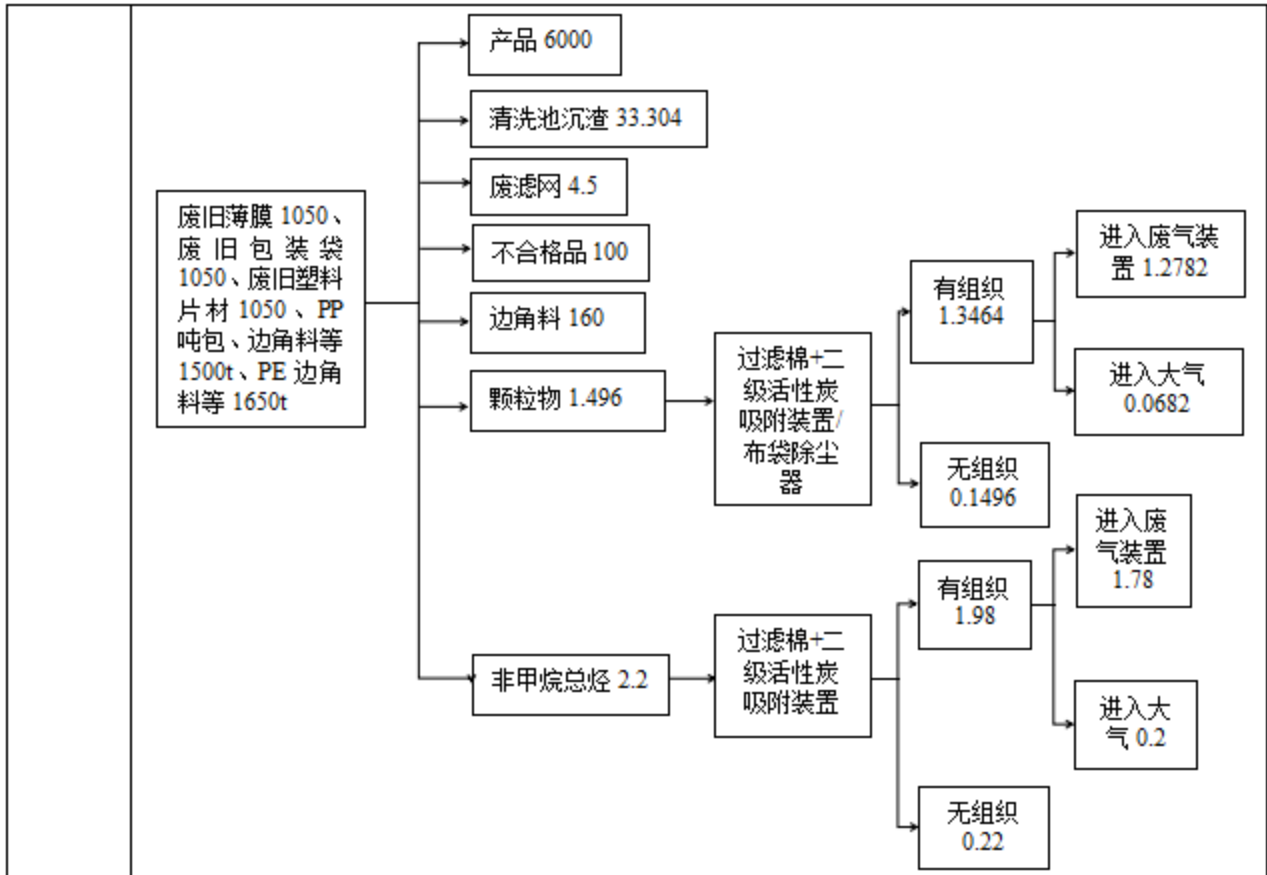 产品 6000
清洗池沉渣 33.304
废滤网 4.5
不合格品 100
边角料 160
颗粒物 1.496
非甲烷总烃 2.2
废旧薄膜 1050、
废旧包装袋
1050、废旧塑料
片材 1050、PP
吨包、边角料等
1500t、PE 边角
料等 1650t
过滤棉+二
级活性炭
吸附装置/
布袋除尘
器
有组织
1.3464
无组织
0.1496
进入废气装
置 1.2782
进入大气
0.0682
过滤棉+二
级活性炭
吸附装置
有组织
1.98
无组织
0.22
进入废
气装置
1.78
进入大
气 0.2